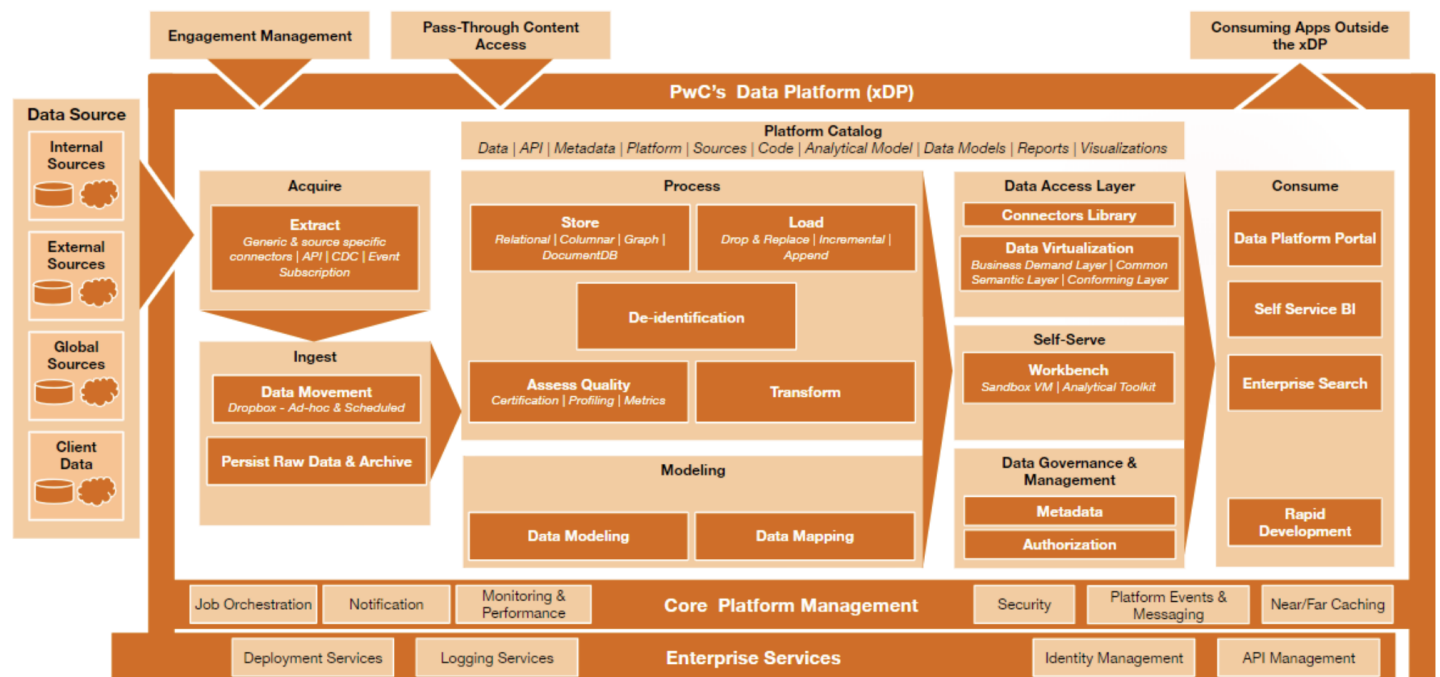 Engagement Management
Pass-Through Content
Access
Consuming Apps Outside
the xDP
PwC's Data Platform (xDP)
Data Source
Internal
Sources
External
Sources
Global
Sources
Client
Data
Platform Catalog
Data | API | Metadata | Platform | Sources | Code | Analytical Model | Data Models | Reports | Visualizations
Acquire
Extract
Generic & source specific
connectors | API | CDC | Event
Subscription
Ingest
Data Movement
Dropbox - Ad-hoc & Scheduled
Persist Raw Data & Archive
Process
Store
Relational | Columnar | Graph |
DocumentDB
Load
Drop & Replace | Incremental |
Append
De-identification
Assess Quality
Certification | Profiling | Metrics
Transform
Modeling
Data Modeling
Data Mapping
Data Access Layer
Connectors Library
Data Virtualization
Business Demand Layer | Common
Semantic Layer | Conforming Layer
Self-Serve
Workbench
Sandbox VM | Analytical Toolkit
Data Governance &
Management
Metadata
Authorization
Consume
Data Platform Portal
Self Service BI
Enterprise Search
Rapid
Development
Job Orchestration
Notification
Monitoring &
Performance
Core Platform Management
Security
Platform Events &
Messaging
Near/Far Caching
Deployment Services
Logging Services
Enterprise Services
Identity Management
API Management